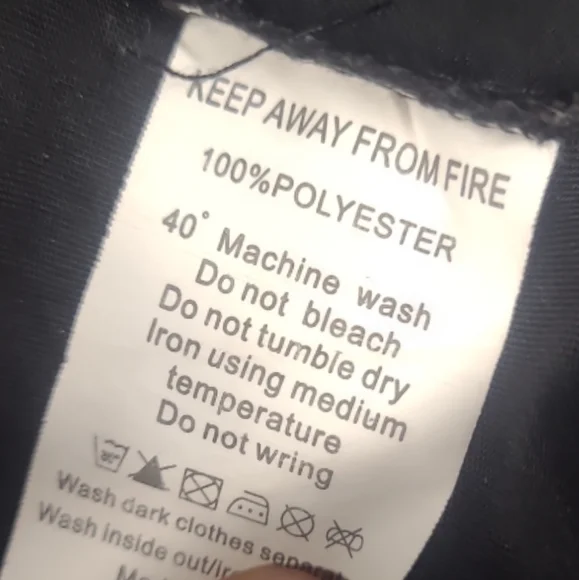 KEEP AWAY FROM FIRE
100%POLYESTER
40° Machine wash
Do not bleach
Do not tumble dry
Iron using medium
temperature
Do not wring
Wash dark clothes
Wash inside